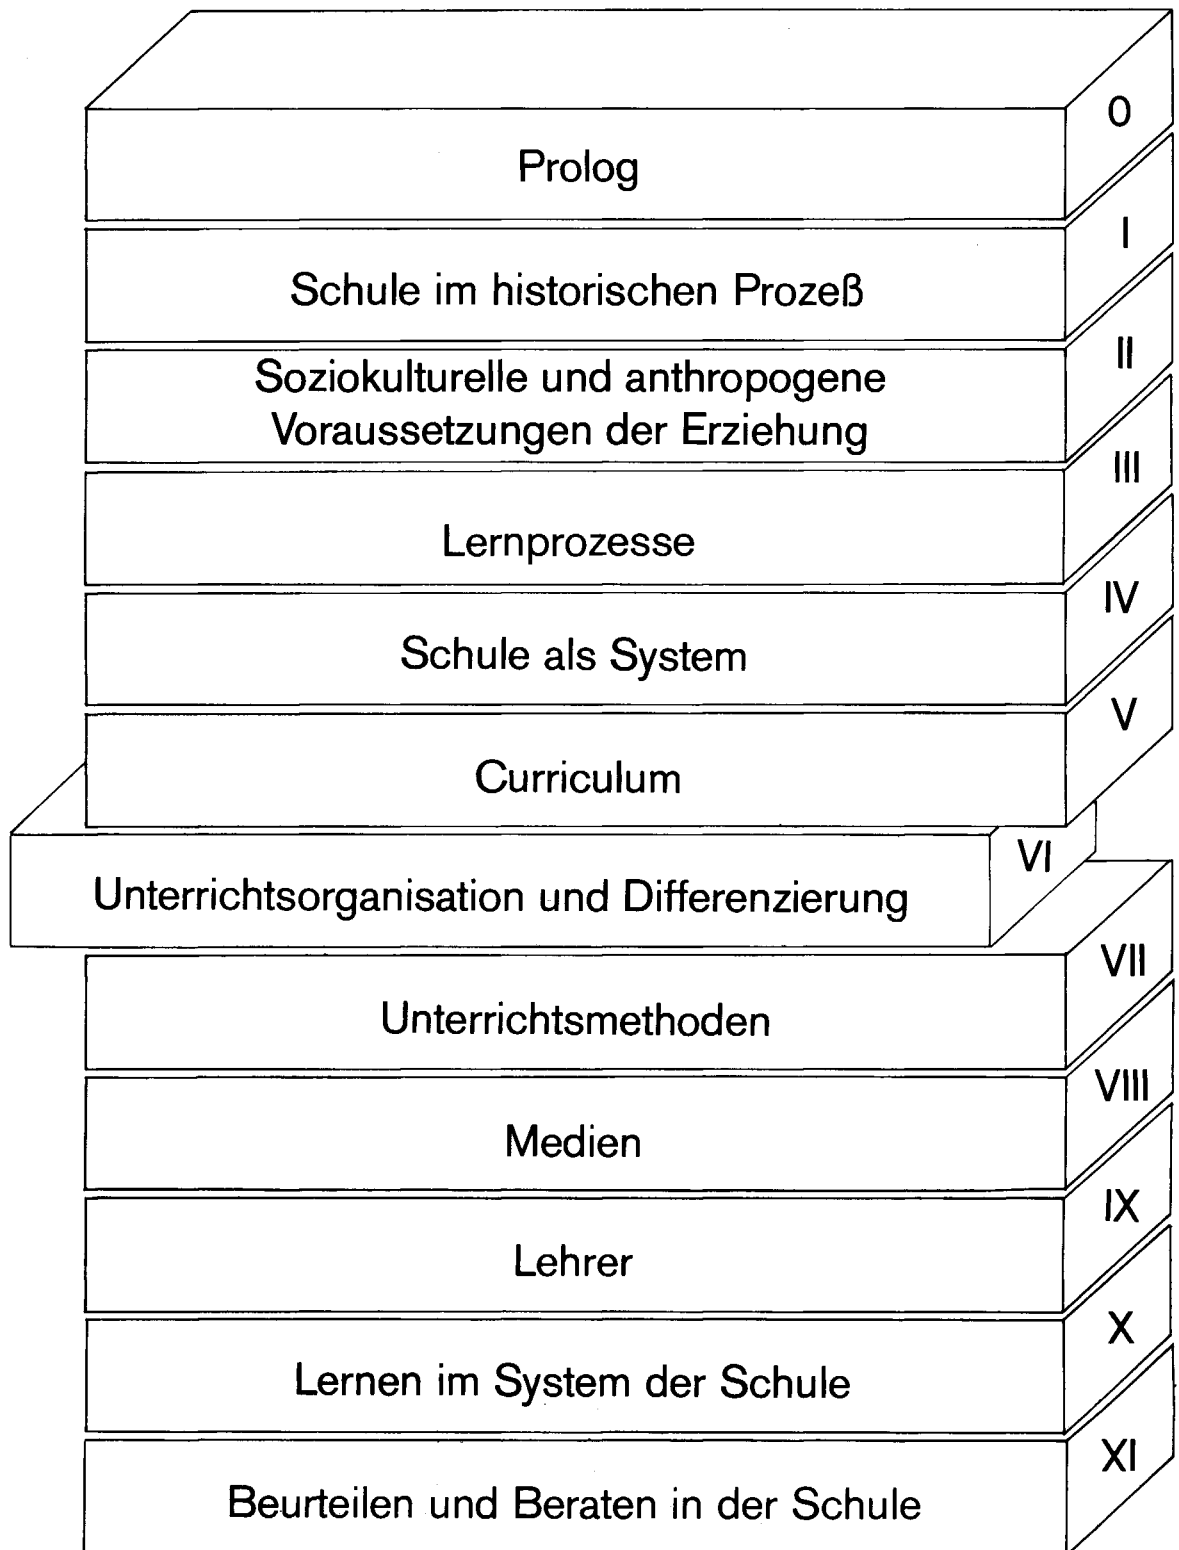 0
Prolog
I
Schule im historischen Prozeß
II
Soziokulturelle und anthropogene
Voraussetzungen der Erziehung
III
Lernprozesse
IV
Schule als System
V
Curriculum
VI
Unterrichtsorganisation und Differenzierung
VII
Unterrichtsmethoden
VIII
Medien
IX
Lehrer
X
Lernen im System der Schule
XI
Beurteilen und Beraten in der Schule